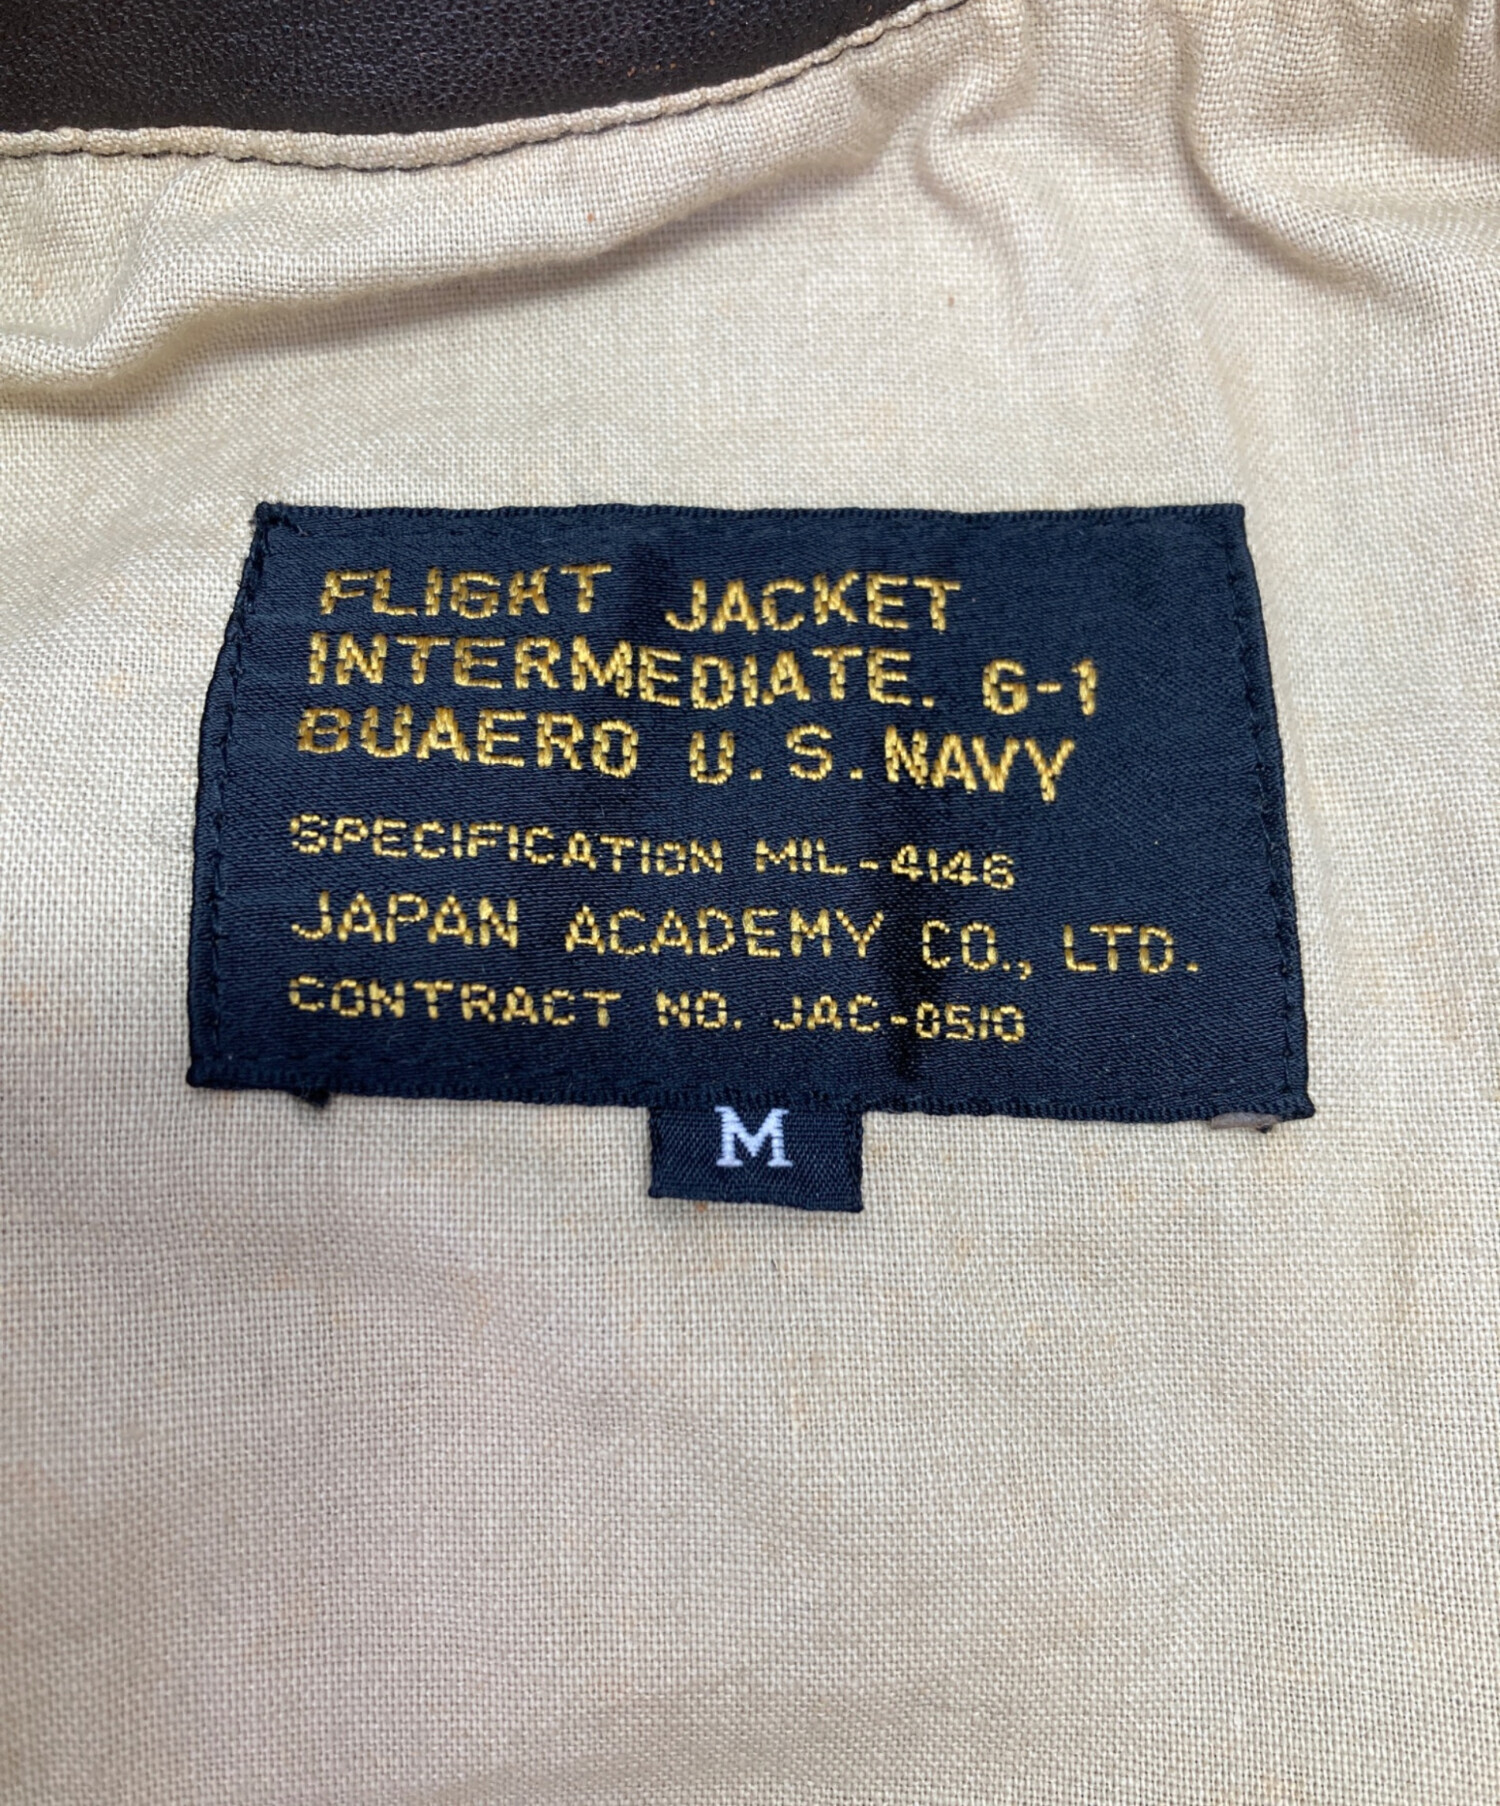 FLIGHT JACKET
INTERMEDIATE. G-1
BUAERO U.S. NAVY
SPECIFICATION MIL-4146
JAPAN ACADEMY CO., LTD.
CONTRACT NO. JAC-0510
M